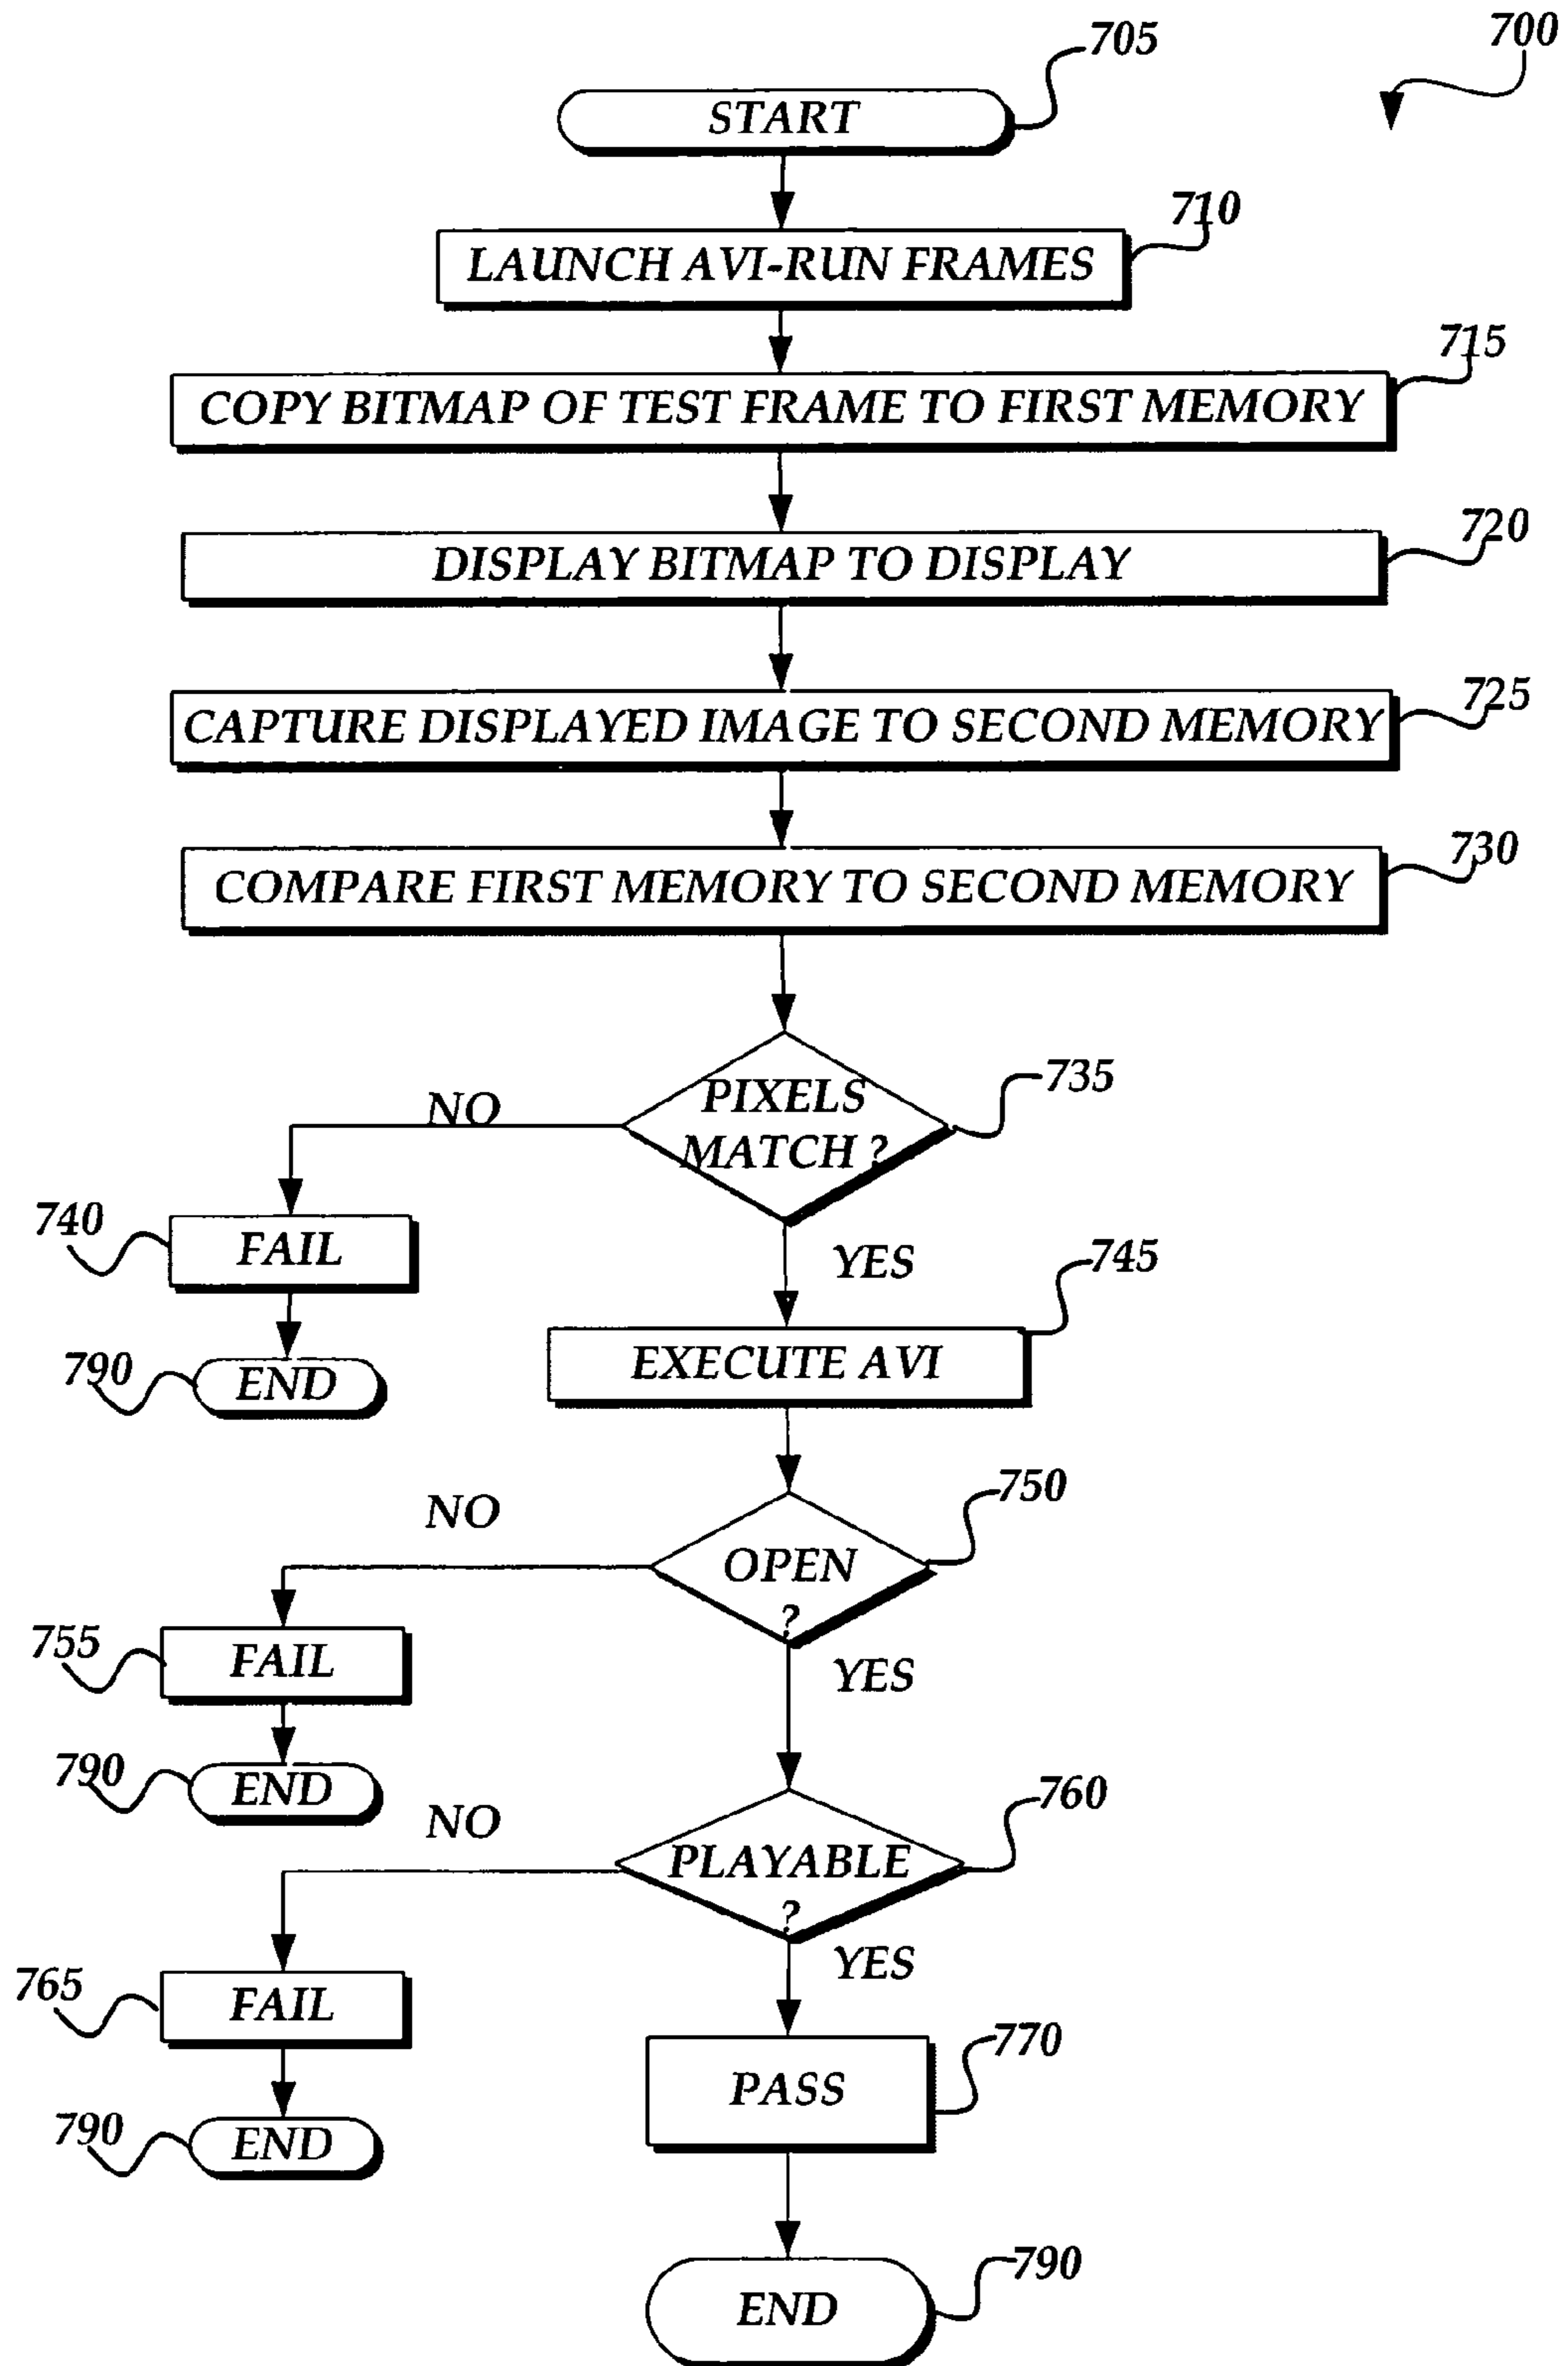 705
700
START
710
LAUNCH AVI-RUN FRAMES
715
COPY BITMAP OF TEST FRAME TO FIRST MEMORY
720
DISPLAY BITMAP TO DISPLAY
725
CAPTURE DISPLAYED IMAGE TO SECOND MEMORY
730
COMPARE FIRST MEMORY TO SECOND MEMORY
735
PIXELS
MATCH ?
NO
740
FAIL
YES
745
790
END
EXECUTE AVI
750
NO
OPEN
?
755
FAIL
YES
790
END
760
NO
PLAYABLE
?
YES
765
FAIL
770
PASS
790
END
790
END